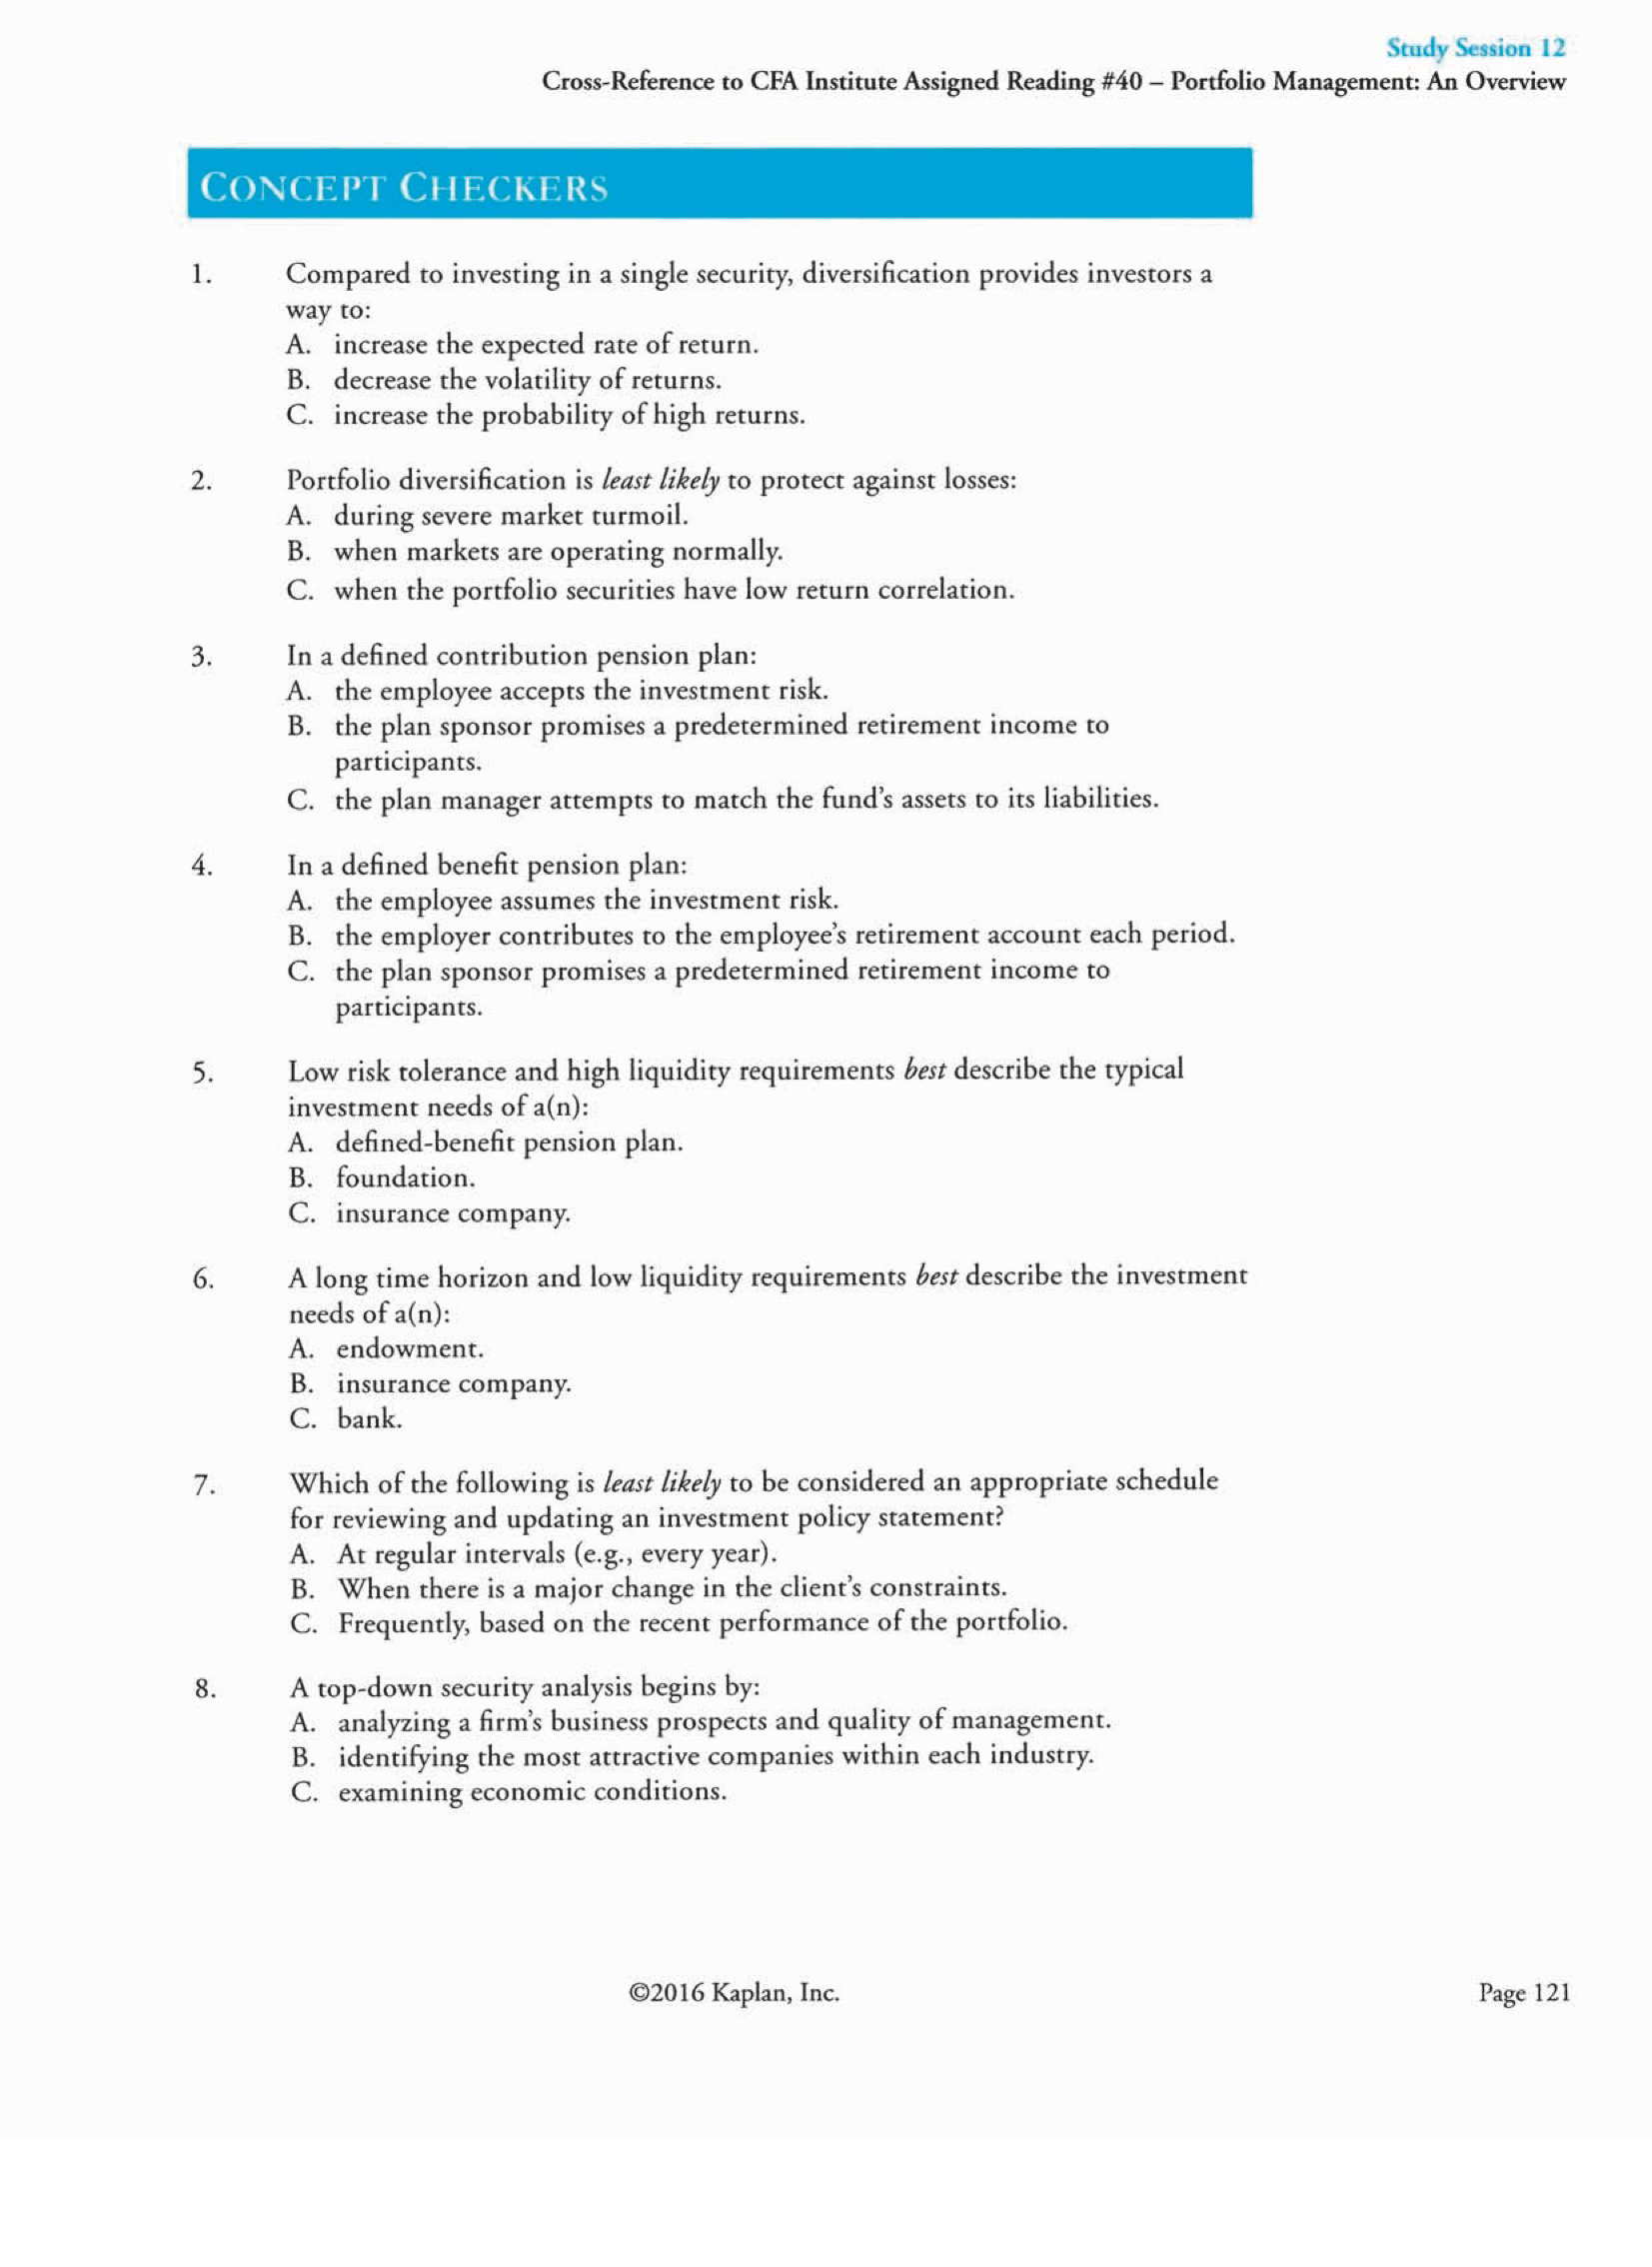 Study Session 12
Cross-Reference to CFA Institute Assigned Reading #40 – Portfolio Management: An Overview
CONCEPT CHECKERS
1. Compared to investing in a single security, diversification provides investors a
way to:
A. increase the expected rate of return.
B. decrease the volatility of returns.
C. increase the probability of high returns.
2. Portfolio diversification is least likely to protect against losses:
A. during severe market turmoil.
B. when markets are operating normally.
C. when the portfolio securities have low return correlation.
3. In a defined contribution pension plan:
A. the employee accepts the investment risk.
B. the plan sponsor promises a predetermined retirement income to
participants.
C. the plan manager attempts to match the fund's assets to its liabilities.
4. In a defined benefit pension plan:
A. the employee assumes the investment risk.
B. the employer contributes to the employee's retirement account each period.
C. the plan sponsor promises a predetermined retirement income to
participants.
5. Low risk tolerance and high liquidity requirements best describe the typical
investment needs of a(n):
A. defined-benefit pension plan.
B. foundation.
C. insurance company.
6. A long time horizon and low liquidity requirements best describe the investment
needs of a(n):
A. endowment.
B. insurance company.
C. bank.
7. Which of the following is least likely to be considered an appropriate schedule
for reviewing and updating an investment policy statement?
A. At regular intervals (e.g., every year).
B. When there is a major change in the client's constraints.
C. Frequently, based on the recent performance of the portfolio.
8. A top-down security analysis begins by:
A. analyzing a firm's business prospects and quality of management.
B. identifying the most attractive companies within each industry.
C. examining economic conditions.
©2016 Kaplan, Inc.
Page 121